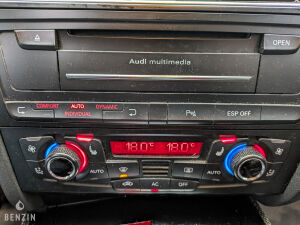 Audi multimedia
OPEN
COMFORT AUTO DYNAMIC
INDIVIDUAL
ESP OFF
18.0° 18.0°
AUTO AUTO
AC OFF
BENZIN